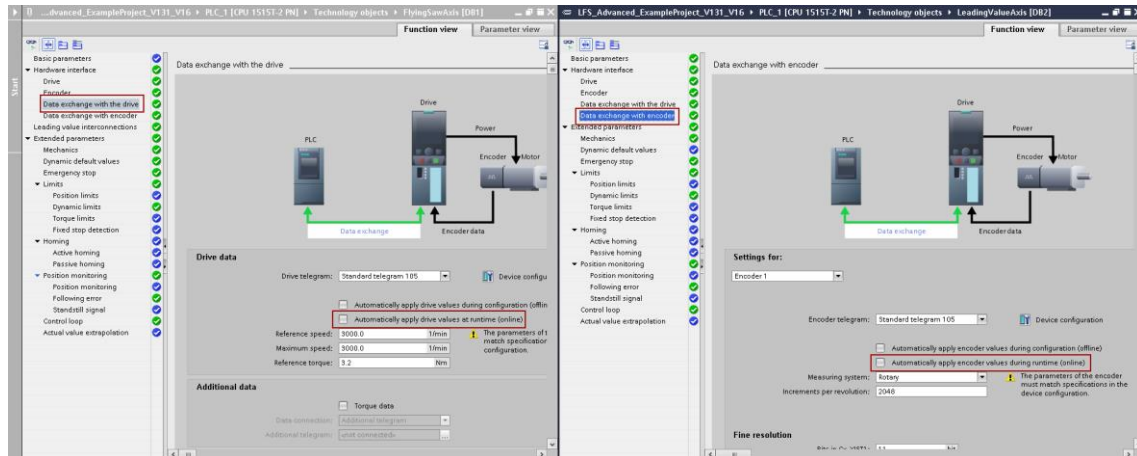 ...dvanced_ExampleProject_V131_V16 ▸ PLC_1 [CPU 1515T-2 PN] ▸ Technology objects ▸ FlyingSawAxis [DB1]
Function view
Parameter view
Start
Basic parameters
Hardware interface
Drive
Encoder
Data exchange with the drive
Data exchange with encoder
Leading value interconnections
Extended parameters
Mechanics
Dynamic default values
Emergency stop
Limits
Position limits
Dynamic limits
Torque limits
Fixed stop detection
Homing
Active homing
Passive homing
Position monitoring
Position monitoring
Following error
Standstill signal
Control loop
Actual value extrapolation
Data exchange with the drive
Drive
PLC
Power
Encoder
Motor
Data exchange
Encoder data
Drive data
Drive telegram: Standard telegram 105
Device configu
Automatically apply drive values during configuration (offlin
Automatically apply drive values at runtime (online)
Reference speed: 3000.0 1/min
The parameters of t
match specification
configuration.
Maximum speed: 3000.0 1/min
Reference torque: 3.2 Nm
Additional data
Torque data
Data connection: Additional telegram
Additional telegram: <not connected>
LFS_Advanced_ExampleProject_V131_V16 ▸ PLC_1 [CPU 1515T-2 PN] ▸ Technology objects ▸ LeadingValueAxis [DB2]
Function view
Parameter view
Basic parameters
Hardware interface
Drive
Encoder
Data exchange with the drive
Data exchange with encoder
Extended parameters
Mechanics
Dynamic default values
Emergency stop
Limits
Position limits
Dynamic limits
Torque limits
Fixed stop detection
Homing
Active homing
Passive homing
Position monitoring
Position monitoring
Following error
Standstill signal
Control loop
Actual value extrapolation
Data exchange with encoder
Drive
PLC
Power
Encoder
Motor
Data exchange
Encoder data
Settings for:
Encoder 1
Encoder telegram: Standard telegram 105
Device configuration
Automatically apply encoder values during configuration (offline)
Automatically apply encoder values during runtime (online)
Measuring system: Rotary
The parameters of the encoder
must match specifications in the
device configuration.
Increments per revolution: 2048
Fine resolution